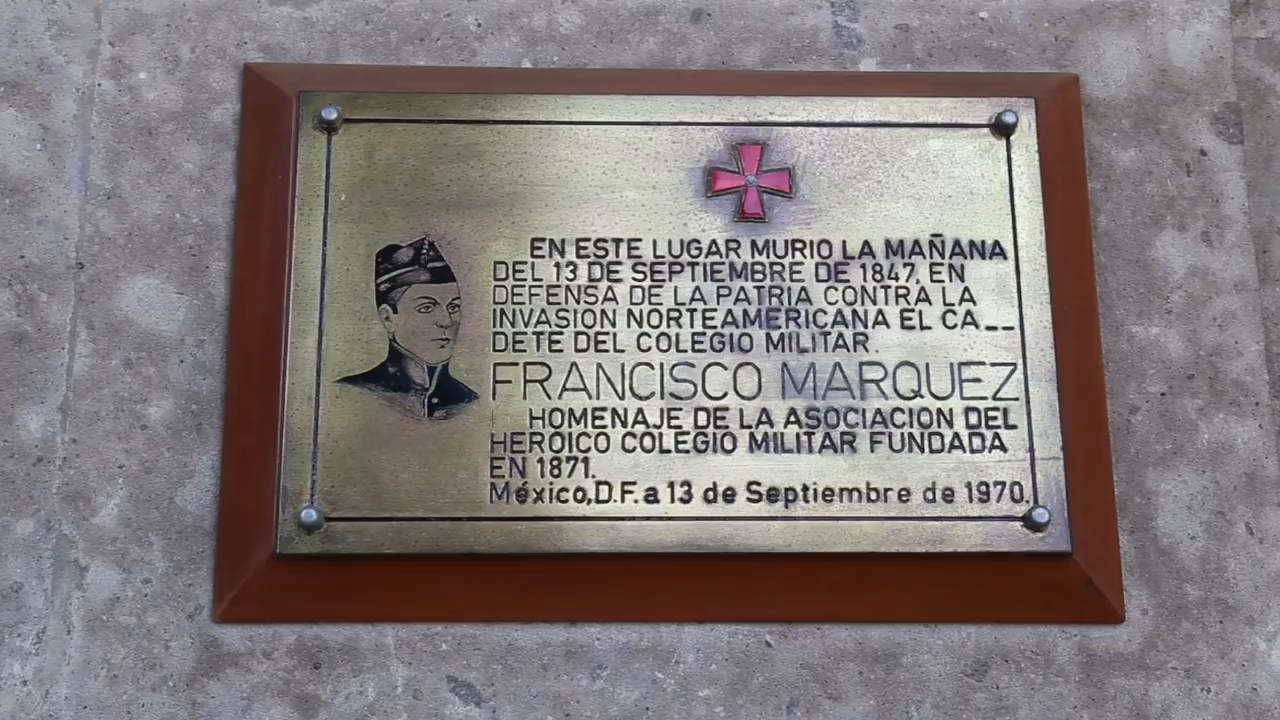 EN ESTE LUGAR MURIO LA MAÑANA
DEL 13 DE SEPTIEMBRE DE 1847, EN
DEFENSA DE LA PATRIA CONTRA LA
INVASION NORTEAMERICANA EL CA__
DETE DEL COLEGIO MILITAR.
FRANCISCO MARQUEZ
HOMENAJE DE LA ASOCIACION DEL
HEROICO COLEGIO MILITAR FUNDADA
EN 1871.
México,D.F. a 13 de Septiembre de 1970.